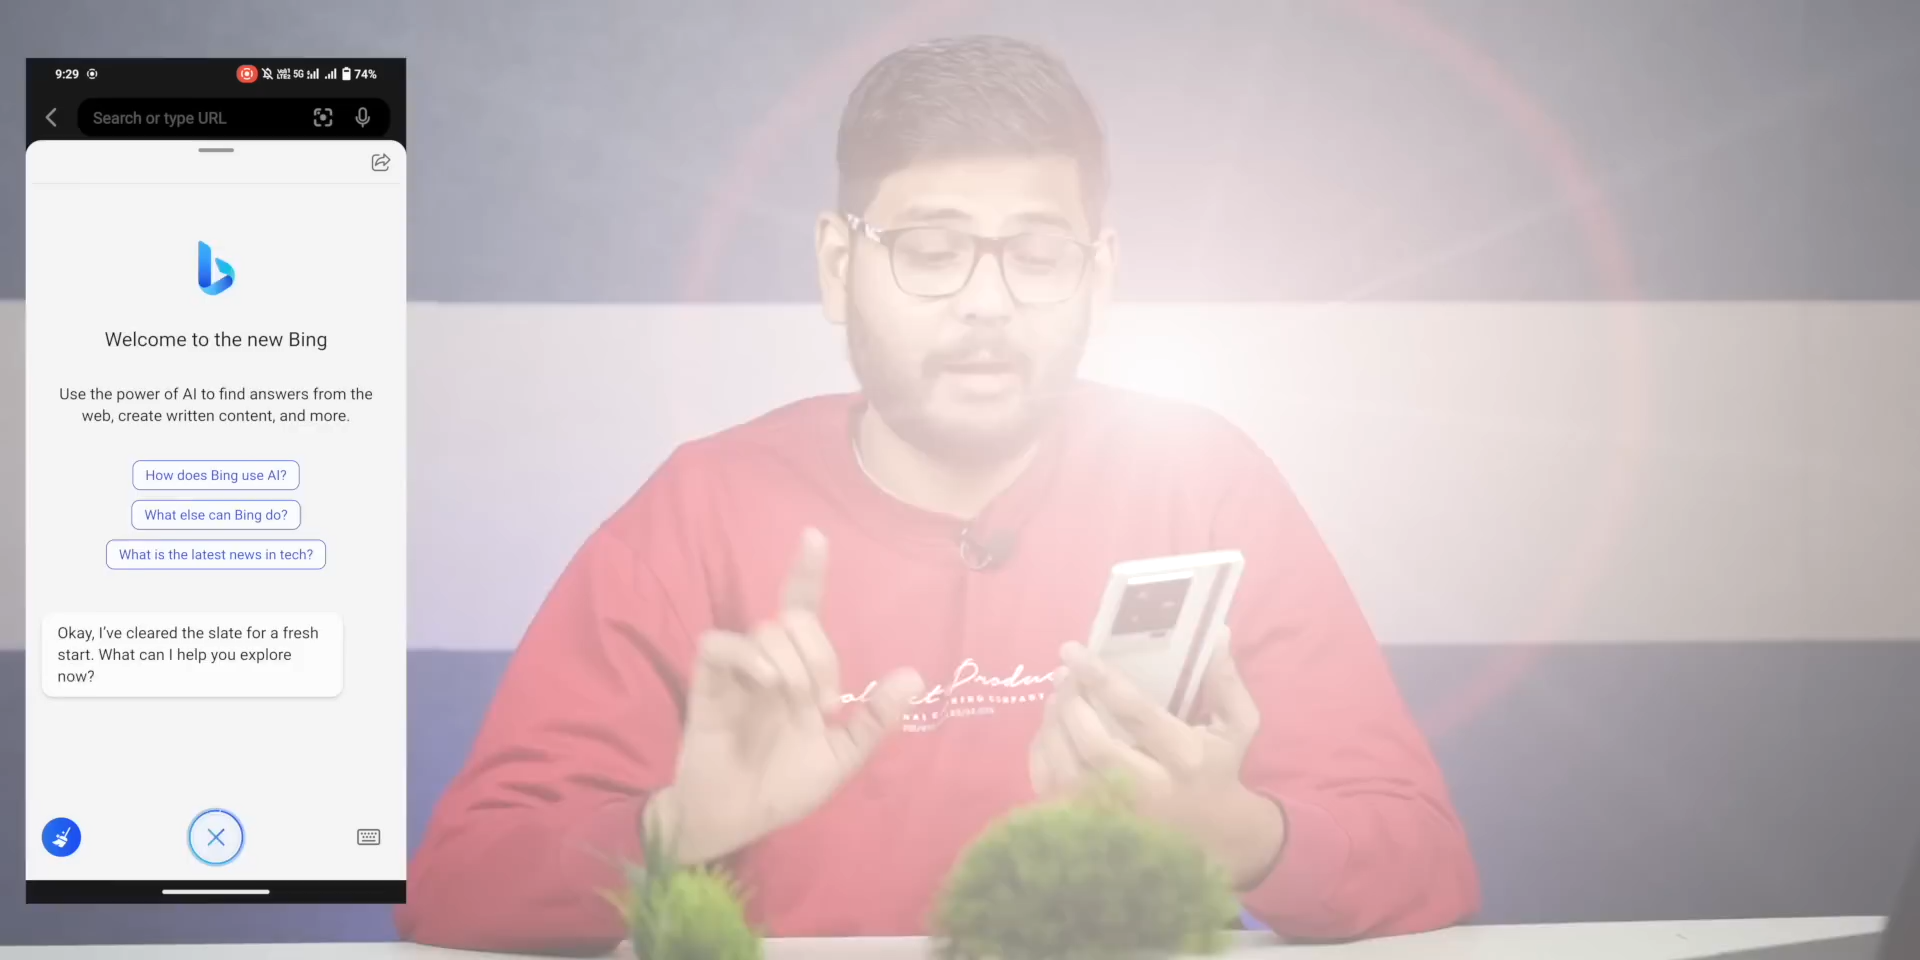 9:29
5G
74%
Search or type URL
Welcome to the new Bing
Use the power of AI to find answers from the
web, create written content, and more.
How does Bing use AI?
What else can Bing do?
What is the latest news in tech?
Okay, I've cleared the slate for a fresh
start. What can I help you explore
now?